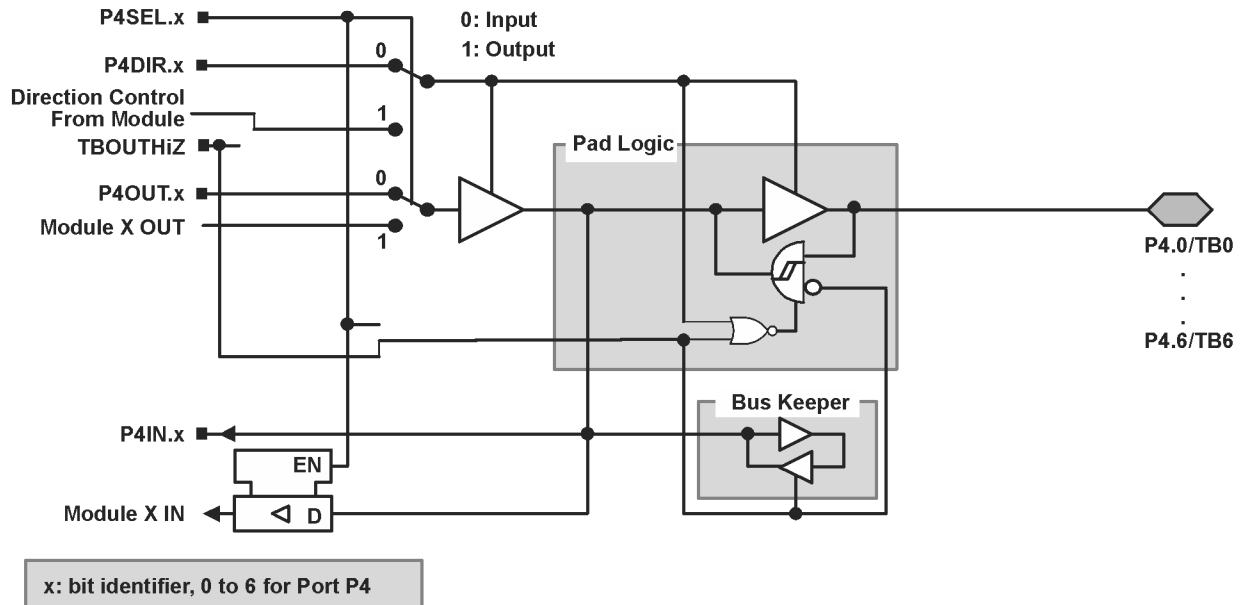 P4SEL.x
0: Input
1: Output
0
P4DIR.x
Direction Control
From Module
1
TBOUTHiZ
Pad Logic
P4OUT.x
0
Module X OUT
1
P4.0/TB0
.
.
.
P4.6/TB6
Bus Keeper
P4IN.x
EN
Module X IN
D
x: bit identifier, 0 to 6 for Port P4